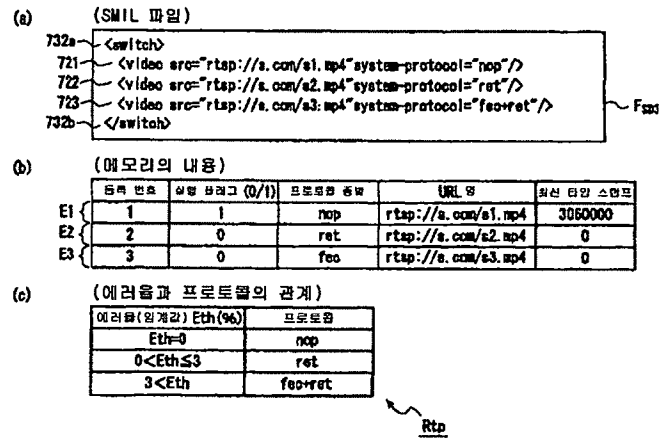 (a) (SMIL 파일)
732a <switch>
721 <video src="rtsp://s.com/s1.mp4"system-protocol="nop"/>
722 <video src="rtsp://s.com/s2.mp4"system-protocol="ret"/>
723 <video src="rtsp://s.com/s3.mp4"system-protocol="fec+ret"/>
732b </switch>
(b) (메모리의 내용)
등록 번호 실행 플래그 (0/1) 프로토콜 종별 URL 명 최신 타임 스탬프
E1 1 1 nop rtsp://s.com/s1.mp4 3060000
E2 2 0 ret rtsp://s.com/s2.mp4 0
E3 3 0 fec rtsp://s.com/s3.mp4 0
(c) (에러율과 프로토콜의 관계)
에러율(임계값) Eth(%) 프로토콜
Eth=0 nop
0<Eth≦3 ret
3<Eth fec+ret
Rtp